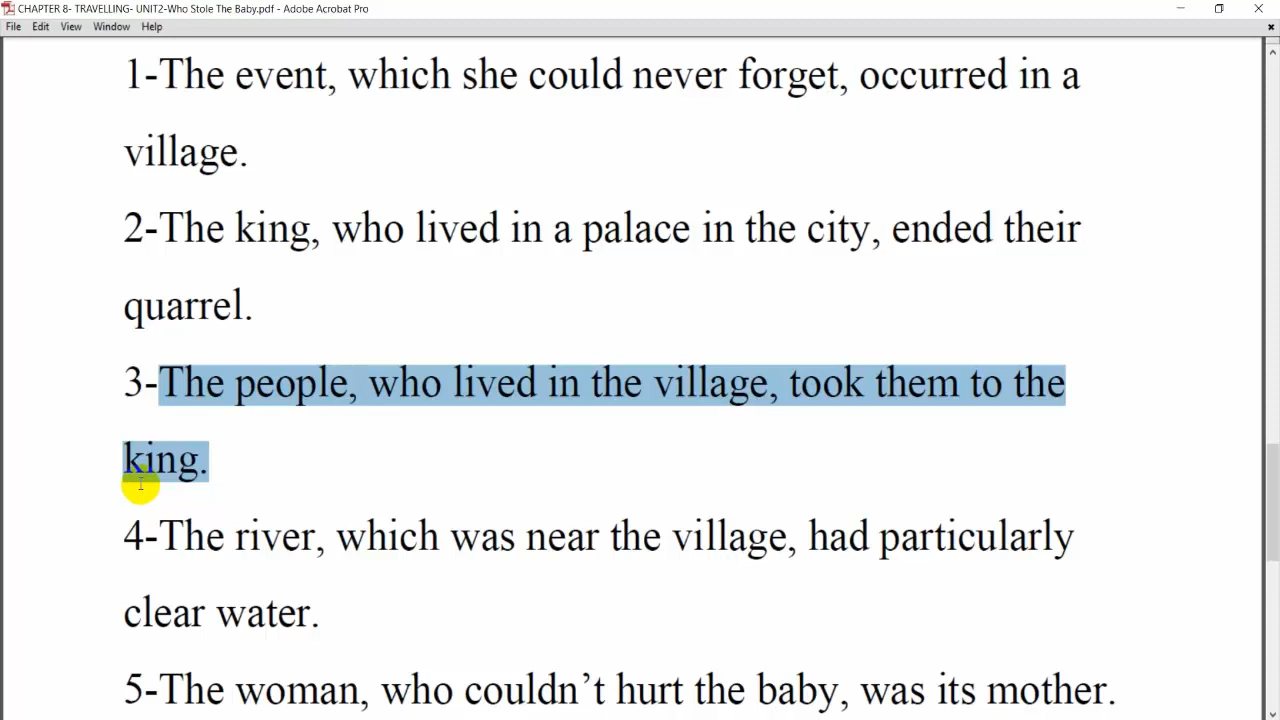 CHAPTER 8- TRAVELLING- UNIT2-Who Stole The Baby.pdf - Adobe Acrobat Pro
File Edit View Window Help
1-The event, which she could never forget, occurred in a
village.
2-The king, who lived in a palace in the city, ended their
quarrel.
3-The people, who lived in the village, took them to the
king.
4-The river, which was near the village, had particularly
clear water.
5-The woman, who couldn’t hurt the baby, was its mother.